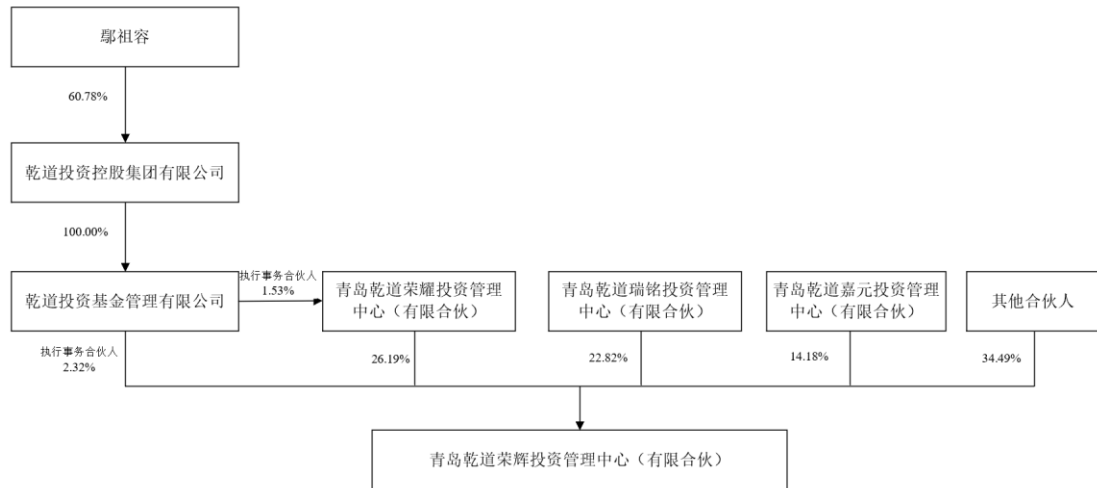 鄢祖容
60.78%
乾道投资控股集团有限公司
100.00%
乾道投资基金管理有限公司
执行事务合伙人
1.53%
青岛乾道荣耀投资管理
中心（有限合伙）
青岛乾道瑞铭投资管理
中心（有限合伙）
青岛乾道嘉元投资管理
中心（有限合伙）
其他合伙人
执行事务合伙人
2.32%
26.19%
22.82%
14.18%
34.49%
青岛乾道荣辉投资管理中心（有限合伙）